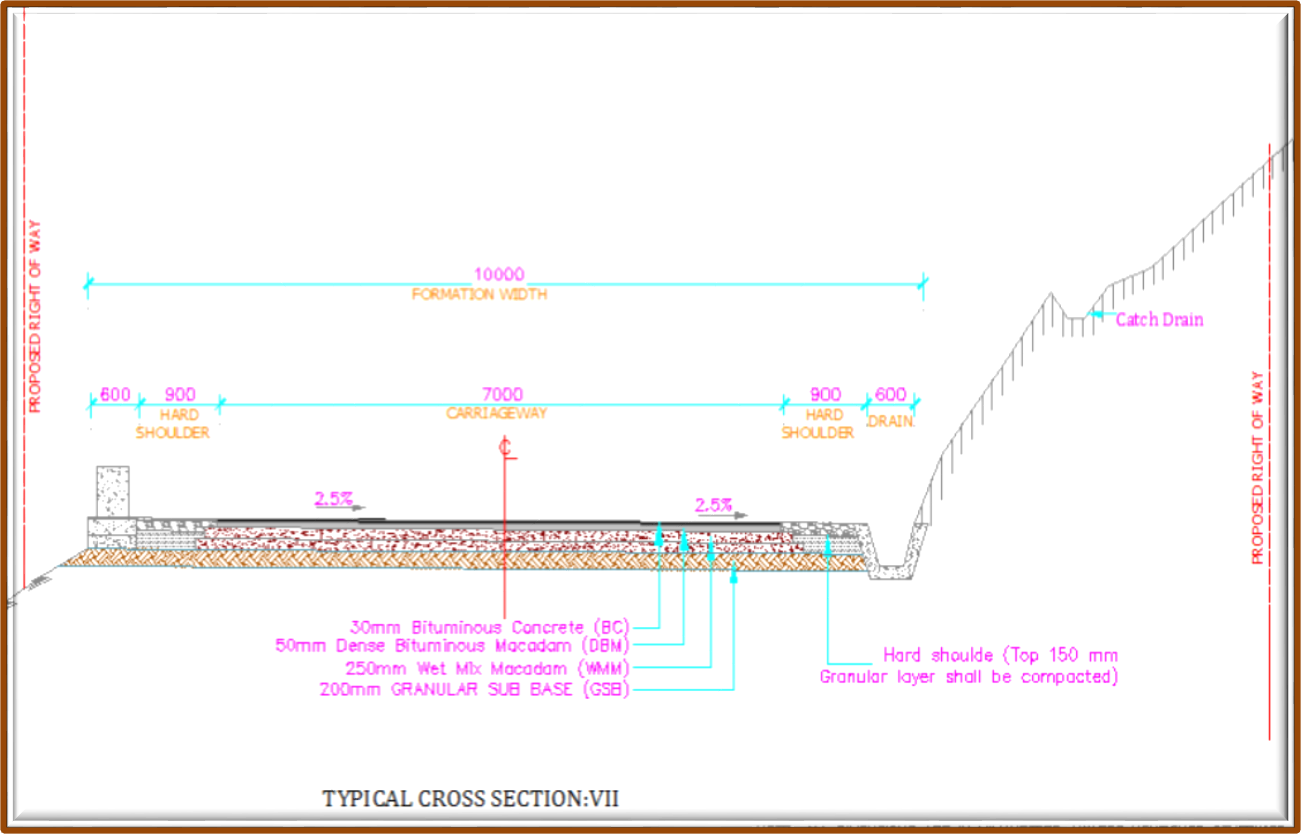 PROPOSED RIGHT OF WAY
10000
FORMATION WIDTH
Catch Drain
600
900
7000
900
600
HARD
SHOULDER
CARRIAGEWAY
HARD
SHOULDER
DRAIN
PROPOSED RIGHT OF WAY
2.5%
2.5%
30mm Bituminous Concrete (BC)
50mm Dense Bituminous Macadam (DBM)
250mm Wet Mix Macadam (WMM)
200mm GRANULAR SUB BASE (GSB)
Hard shoulde (Top 150 mm
Granular layer shall be compacted)
TYPICAL CROSS SECTION:VII